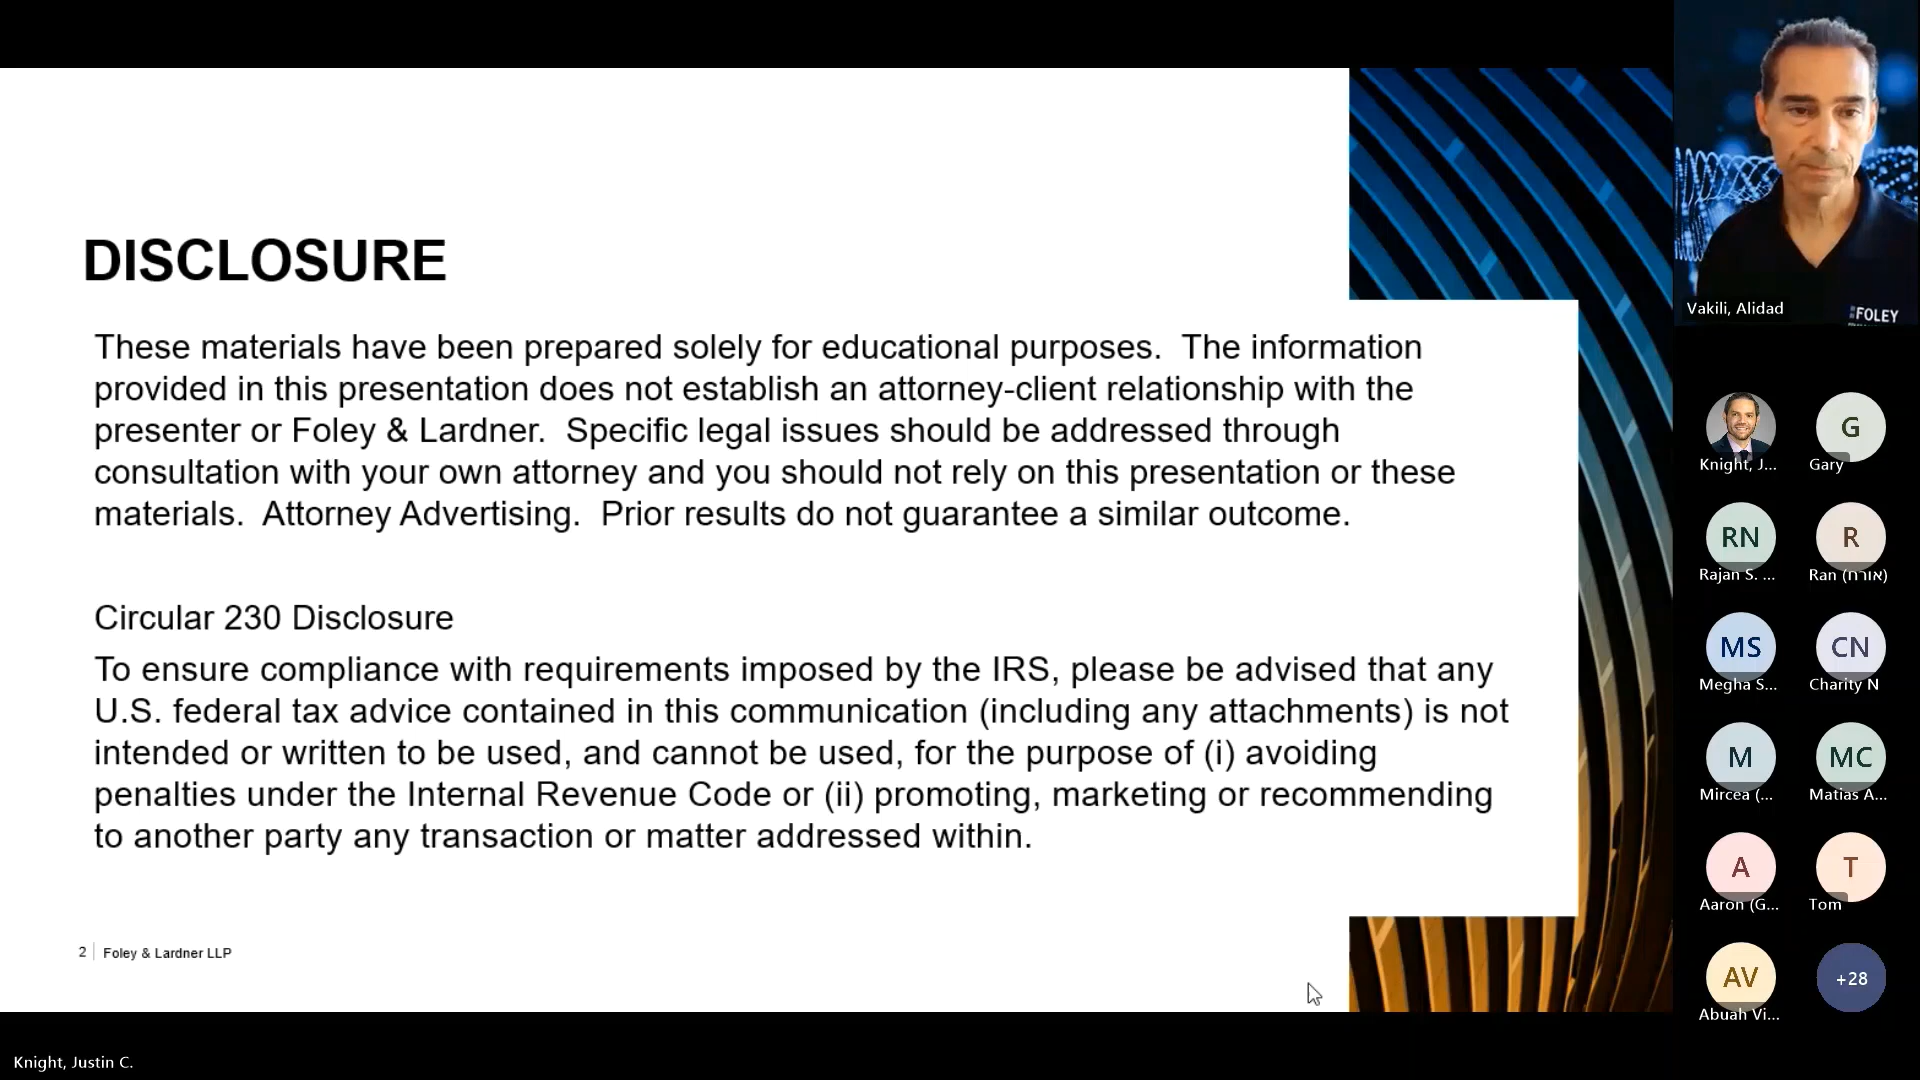 DISCLOSURE
These materials have been prepared solely for educational purposes.  The information
provided in this presentation does not establish an attorney-client relationship with the
presenter or Foley & Lardner.  Specific legal issues should be addressed through
consultation with your own attorney and you should not rely on this presentation or these
materials.  Attorney Advertising.  Prior results do not guarantee a similar outcome.
Circular 230 Disclosure
To ensure compliance with requirements imposed by the IRS, please be advised that any
U.S. federal tax advice contained in this communication (including any attachments) is not
intended or written to be used, and cannot be used, for the purpose of (i) avoiding
penalties under the Internal Revenue Code or (ii) promoting, marketing or recommending
to another party any transaction or matter addressed within.
2 Foley & Lardner LLP
Knight, Justin C.
FOLEY
Vakili, Alidad
Knight, J...
G
Gary
RN
Rajan S. ...
R
Ran (אורח)
MS
Megha S...
CN
Charity N
M
Mircea (...
MC
Matias A...
A
Aaron (G...
T
Tom
AV
Abuah Vi...
+28